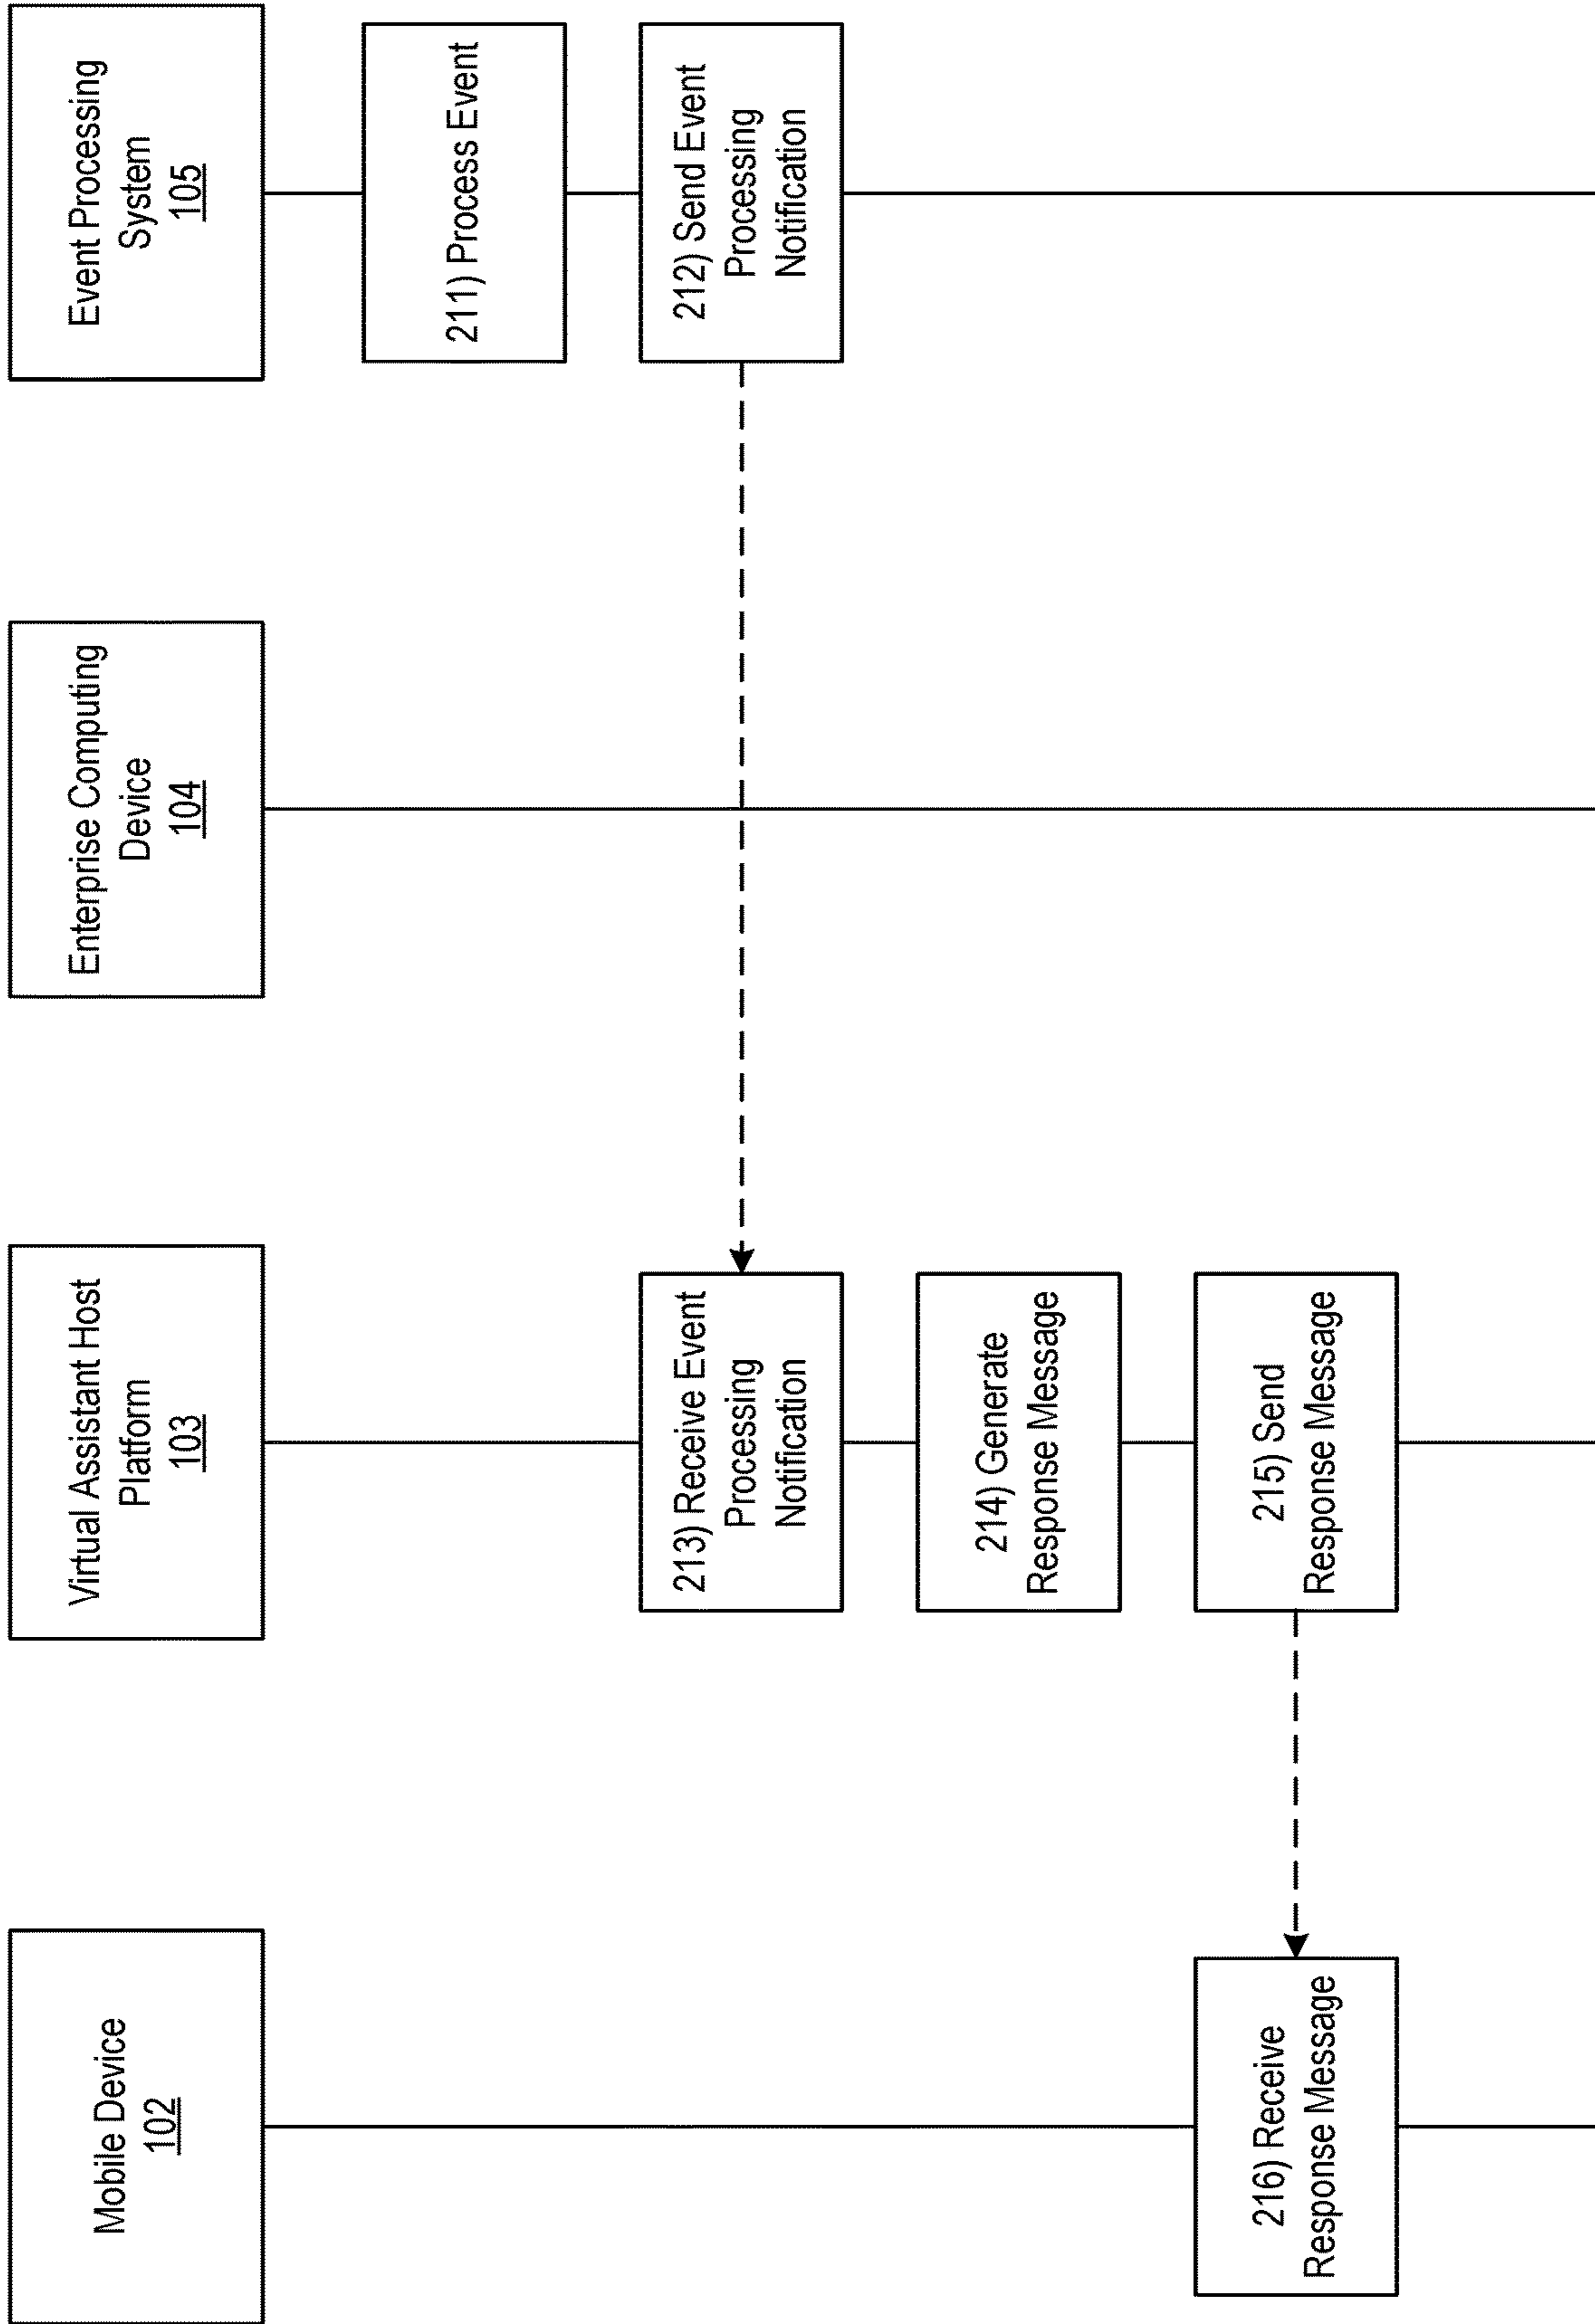 Mobile Device
102
Virtual Assistant Host
Platform
103
Enterprise Computing
Device
104
Event Processing
System
105
211) Process Event
212) Send Event
Processing
Notification
213) Receive Event
Processing
Notification
214) Generate
Response Message
215) Send
Response Message
216) Receive
Response Message